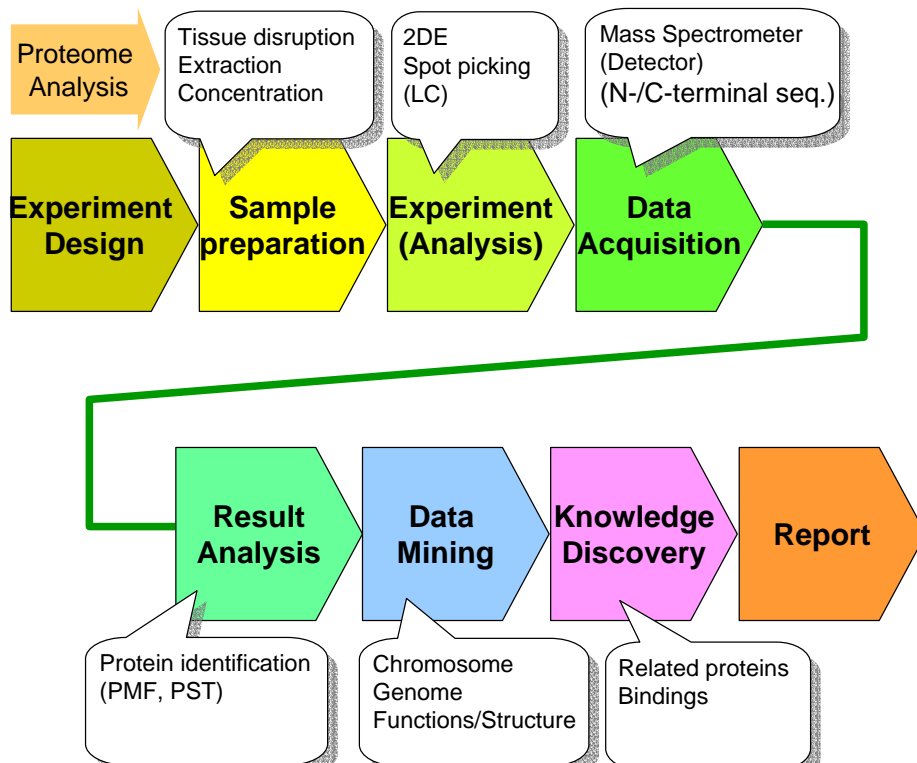 Proteome
Analysis
Tissue disruption
Extraction
Concentration
2DE
Spot picking
(LC)
Mass Spectrometer
(Detector)
(N-/C-terminal seq.)
Experiment
Design
Sample
preparation
Experiment
(Analysis)
Data
Acquisition
Result
Analysis
Data
Mining
Knowledge
Discovery
Report
Protein identification
(PMF, PST)
Chromosome
Genome
Functions/Structure
Related proteins
Bindings